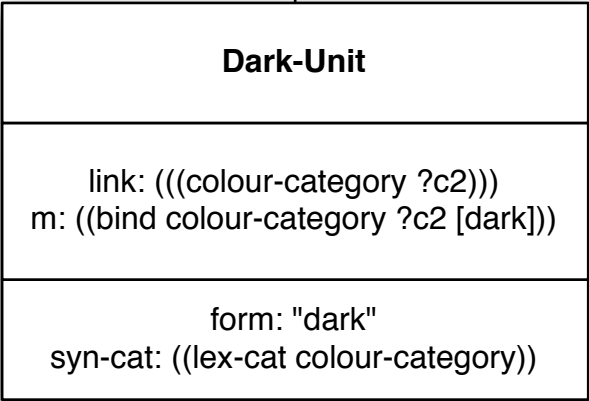 Dark-Unit
link: (((colour-category ?c2)))
m: ((bind colour-category ?c2 [dark]))
form: "dark"
syn-cat: ((lex-cat colour-category))